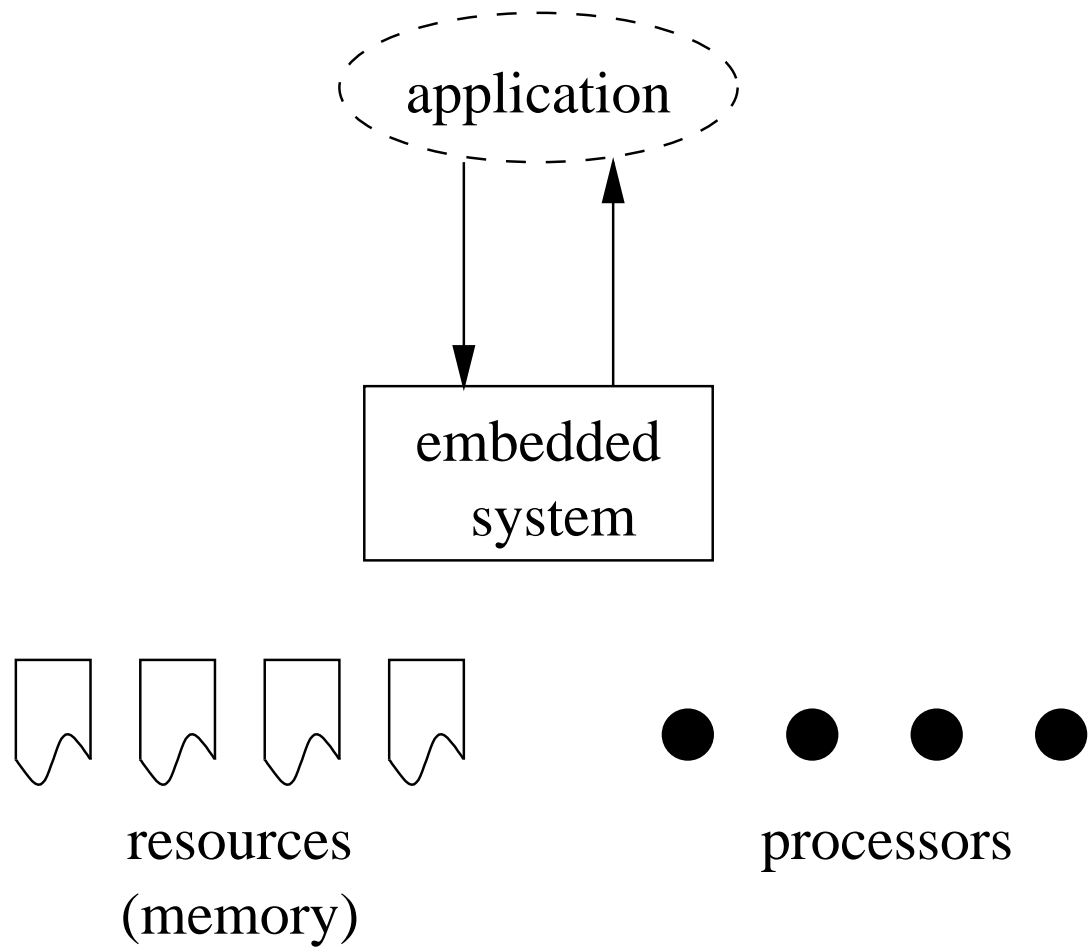 application
embedded
system
resources
(memory)
processors